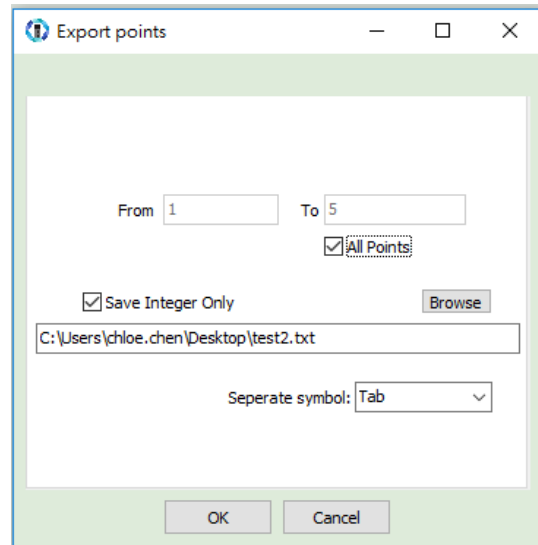 Export points
From 1 To 5
All Points
Save Integer Only Browse
C:\Users\chloe.chen\Desktop\test2.txt
Seperate symbol: Tab
OK Cancel